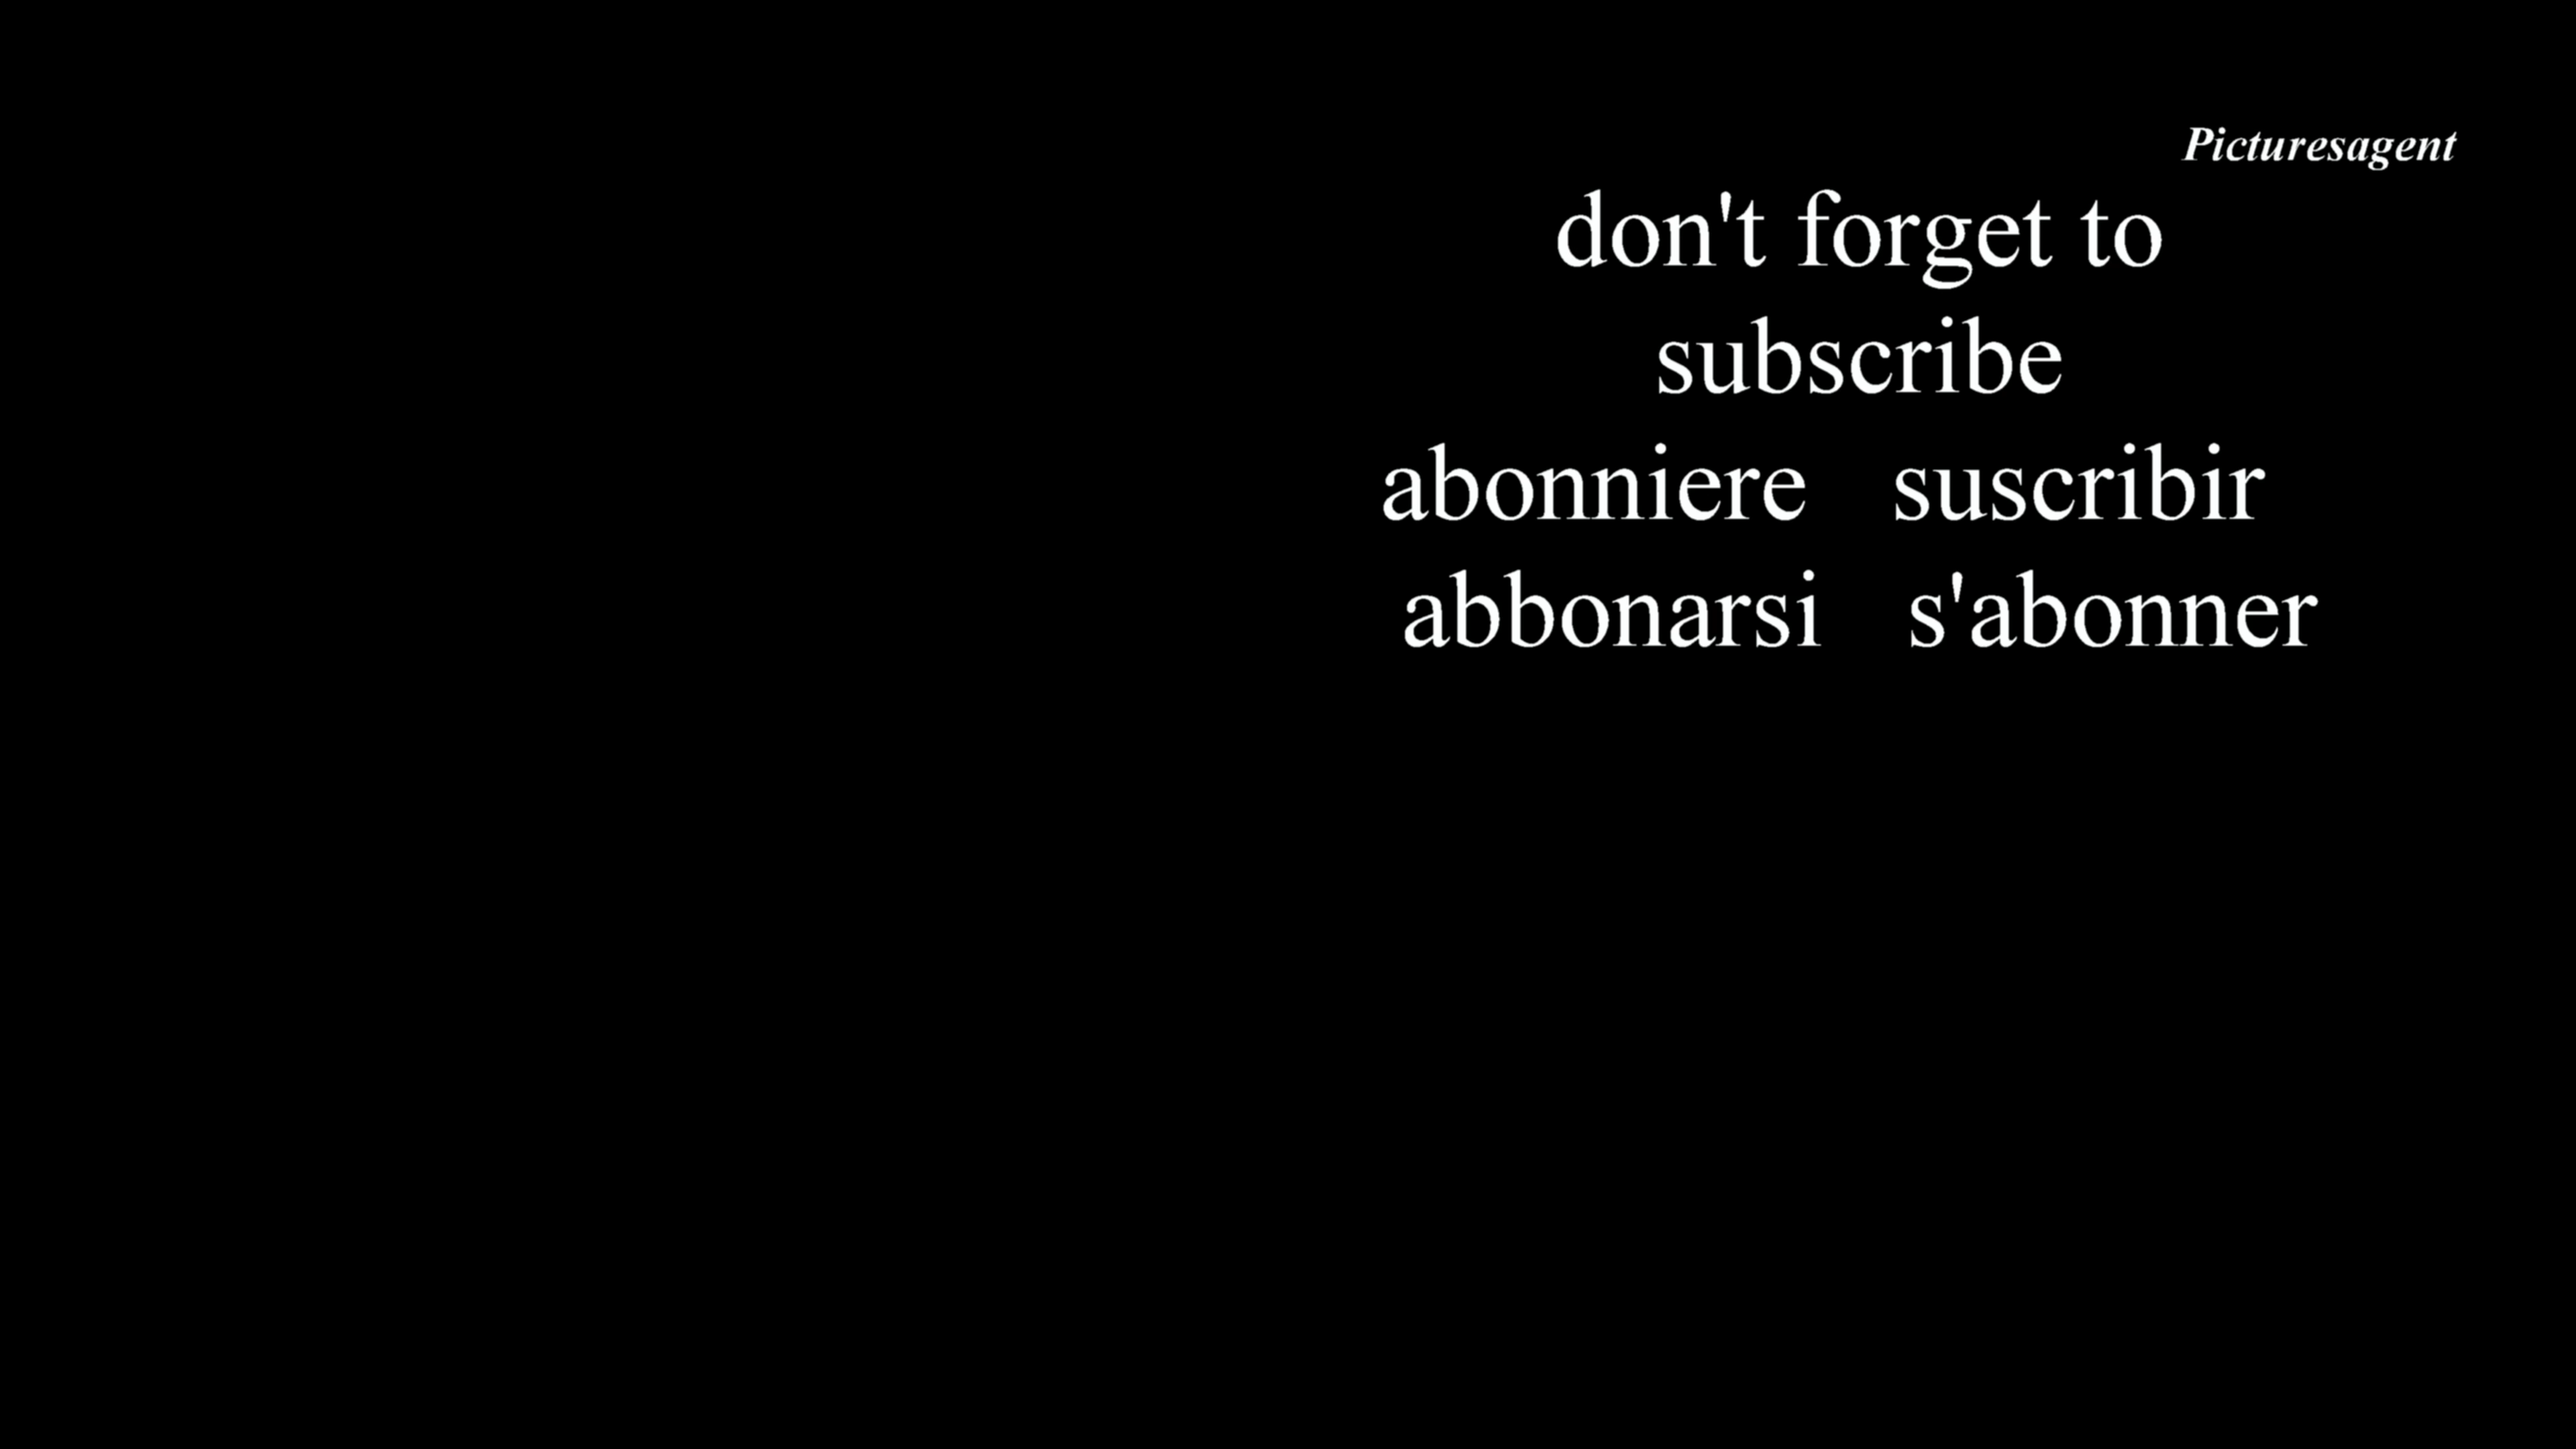 Picturesagent
don't forget to
subscribe
abonniere suscribir
abbonarsi s'abonner